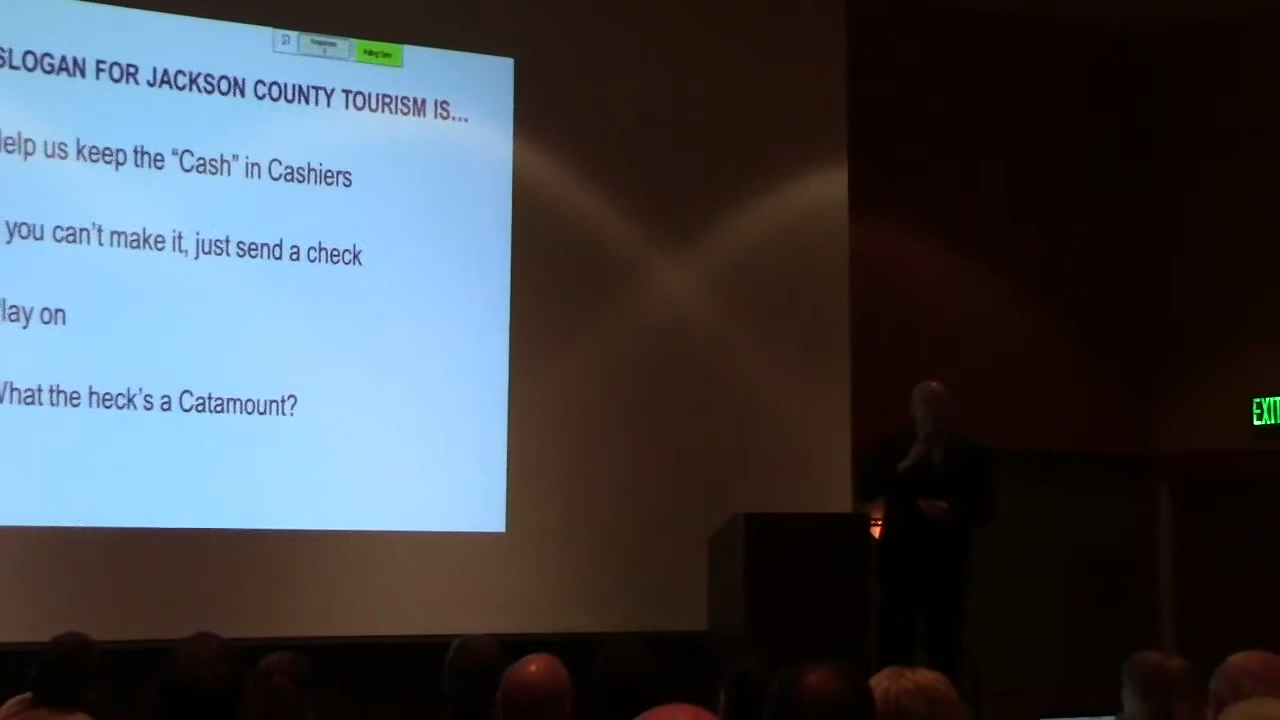 SLOGAN FOR JACKSON COUNTY TOURISM IS...
elp us keep the “Cash” in Cashiers
you can’t make it, just send a check
lay on
What the heck’s a Catamount?
EXIT